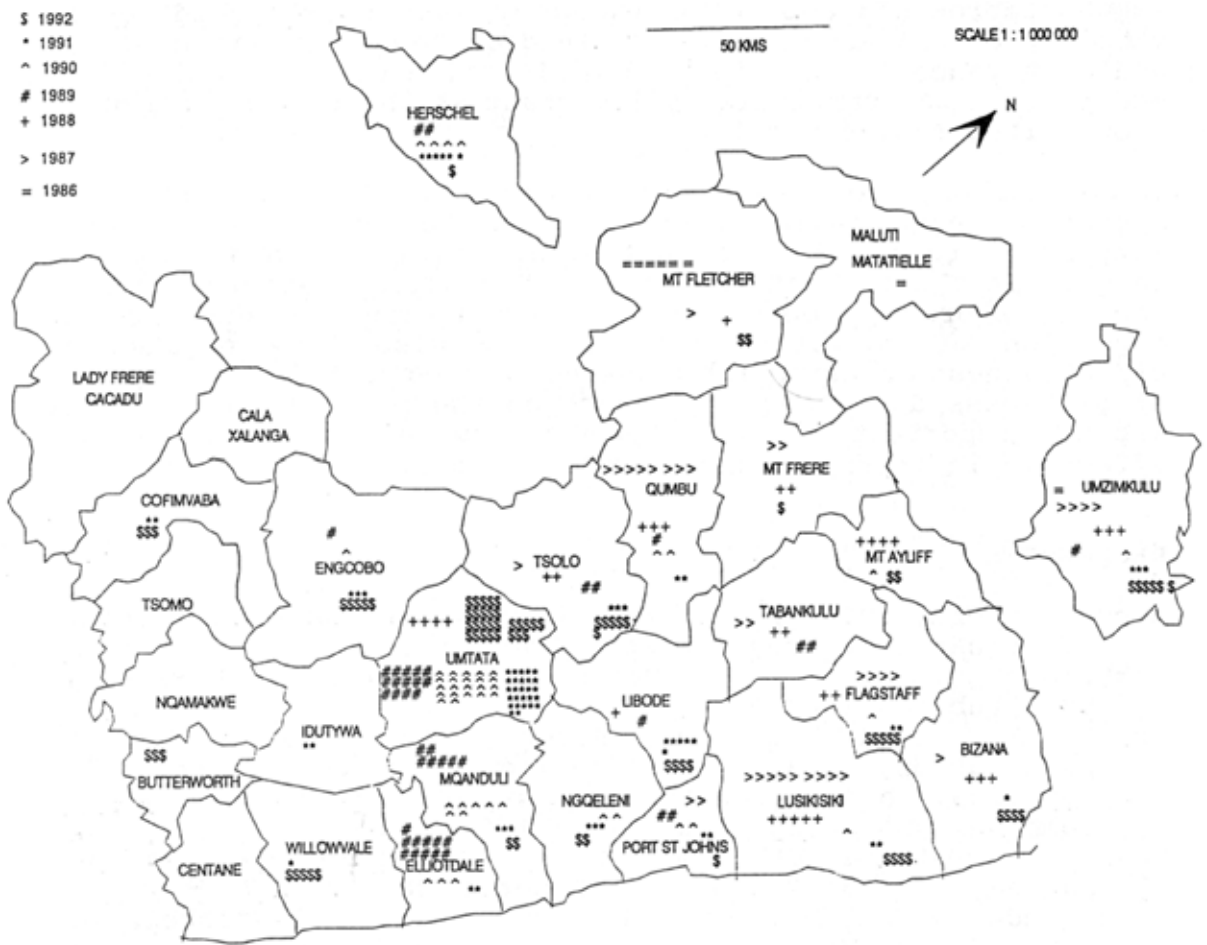 $ 1992
* 1991
^ 1990
# 1989
+ 1988
> 1987
= 1986
50 KMS
SCALE 1 : 1 000 000
N
HERSCHEL
##
^ ^ ^ ^
***** *
$
MALUTI
MATATIELLE
=
====== =
MT FLETCHER
> +
$$
LADY FRERE
CACADU
CALA
XALANGA
COFIMVABA
**
$$$
#
^
ENGCOBO
***
$$$$$
TSOMO
NQAMAKWE
IDUTYWA
**
$$$
BUTTERWORTH
CENTANE
WILLOWVALE
*
$$$$$
>>>>> >>>
QUMBU
+++
#
^ ^
**
>>
MT FRERE
++
$
++++
MT AYLIFF
^ $$
=
UMZIMKULU
>>>>
+++
# ^
***
$$$$$ $
TSOLO
>
++
##
***
$$$$$
$
++++
UMTATA
>>
TABANKULU
++
##
>>>>
++ FLAGSTAFF
^
**
$$$$$
LIBODE
+
#
*****
*
$$$$
##
#####
MQANDULI
^ ^ ^ ^ ^
^ ^
***
$$
#
#####
#####
ELLIOTDALE
^ ^ ^
**
NGQELENI
^ ^
***
$$
>>
##
^ ^
**
PORT ST JOHNS
$
>>>>> >>>>
LUSIKISIKI
+++++
^
**
$$$$
BIZANA
>
+++
*
$$$$